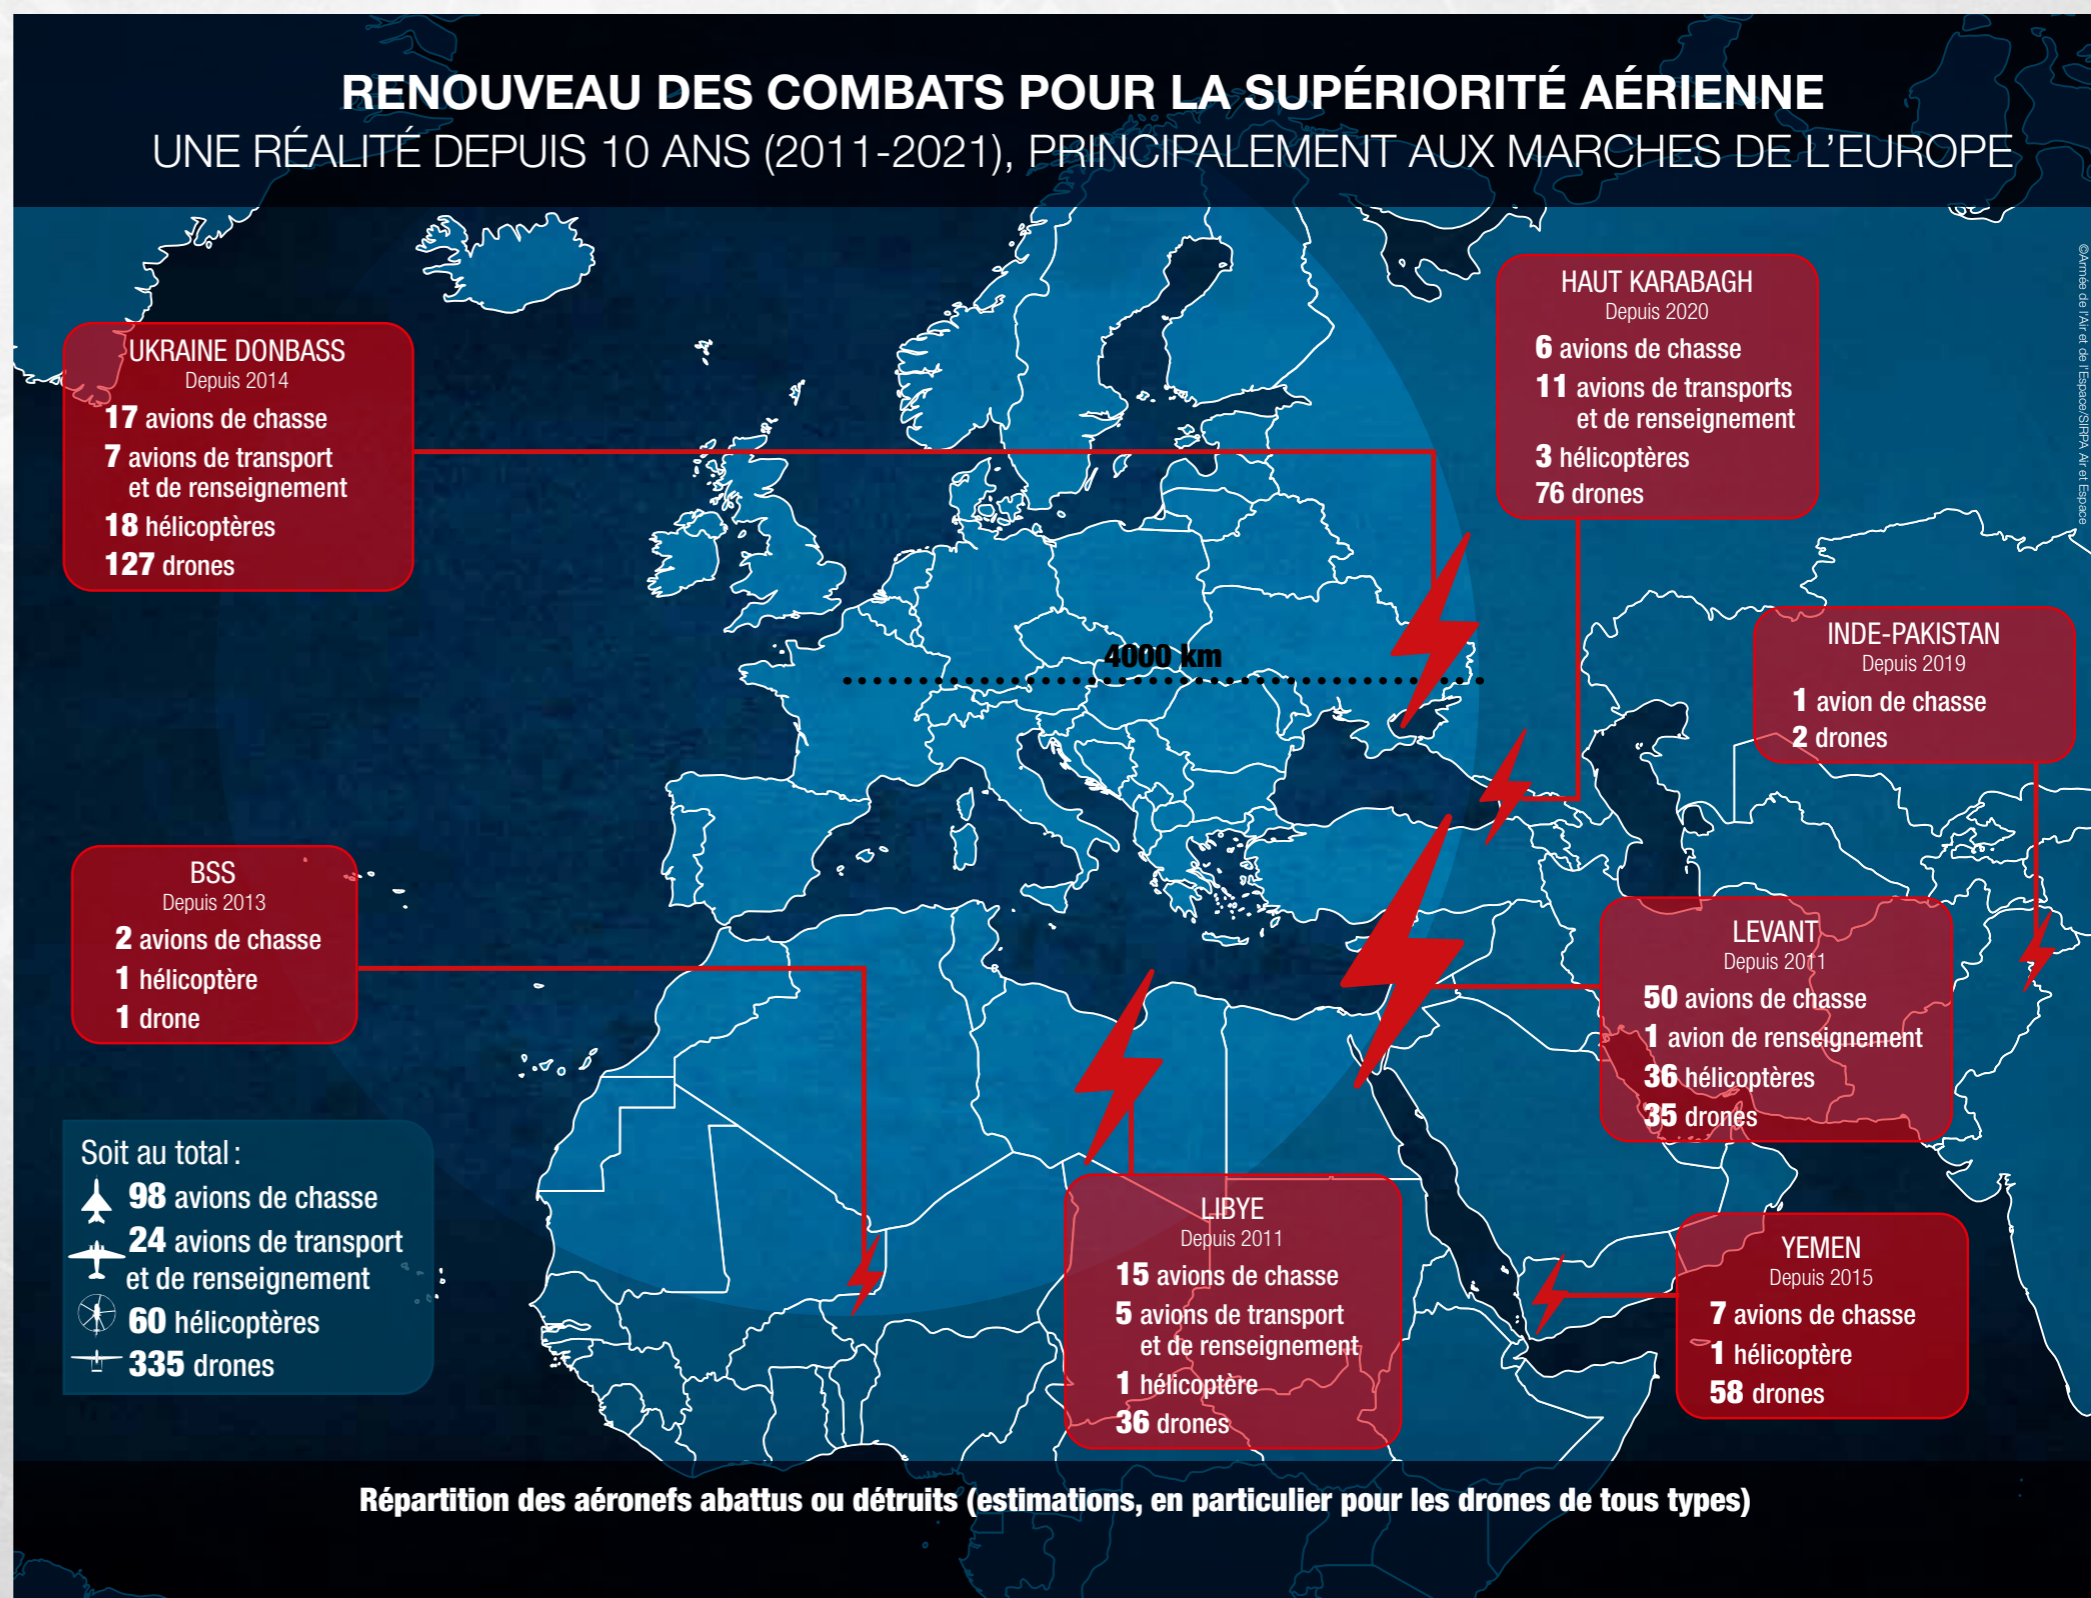 RENOUVEAU DES COMBATS POUR LA SUPÉRIORITÉ AÉRIENNE
UNE RÉALITÉ DEPUIS 10 ANS (2011-2021), PRINCIPALEMENT AUX MARCHES DE L'EUROPE
©Armée de l'Air et de l'Espace/SIRPA Air et Espace
UKRAINE DONBASS
Depuis 2014
17 avions de chasse
7 avions de transport
et de renseignement
18 hélicoptères
127 drones
HAUT KARABAGH
Depuis 2020
6 avions de chasse
11 avions de transports
et de renseignement
3 hélicoptères
76 drones
INDE-PAKISTAN
Depuis 2019
1 avion de chasse
2 drones
4000 km
BSS
Depuis 2013
2 avions de chasse
1 hélicoptère
1 drone
LEVANT
Depuis 2011
50 avions de chasse
1 avion de renseignement
36 hélicoptères
35 drones
Soit au total :
98 avions de chasse
24 avions de transport
et de renseignement
60 hélicoptères
335 drones
LIBYE
Depuis 2011
15 avions de chasse
5 avions de transport
et de renseignement
1 hélicoptère
36 drones
YEMEN
Depuis 2015
7 avions de chasse
1 hélicoptère
58 drones
Répartition des aéronefs abattus ou détruits (estimations, en particulier pour les drones de tous types)